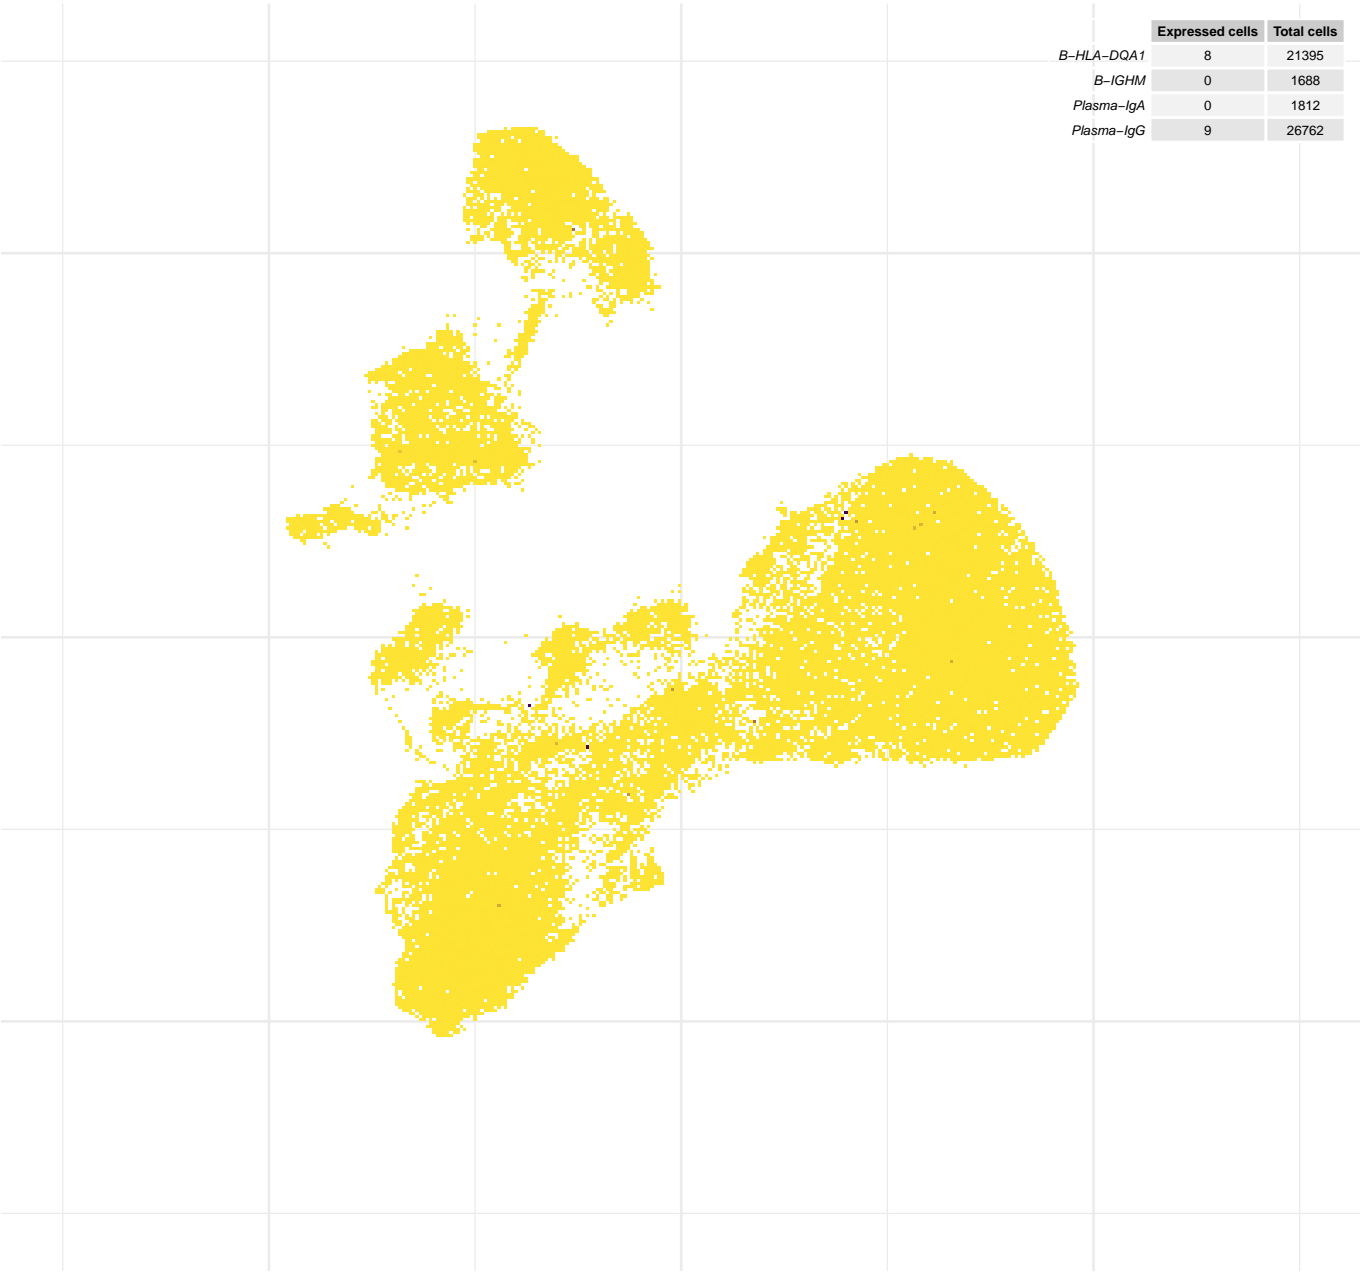 Expressed cells Total cells
B−HLA−DQA1 8 21395
B−IGHM 0 1688
Plasma−IgA 0 1812
Plasma−IgG 9 26762